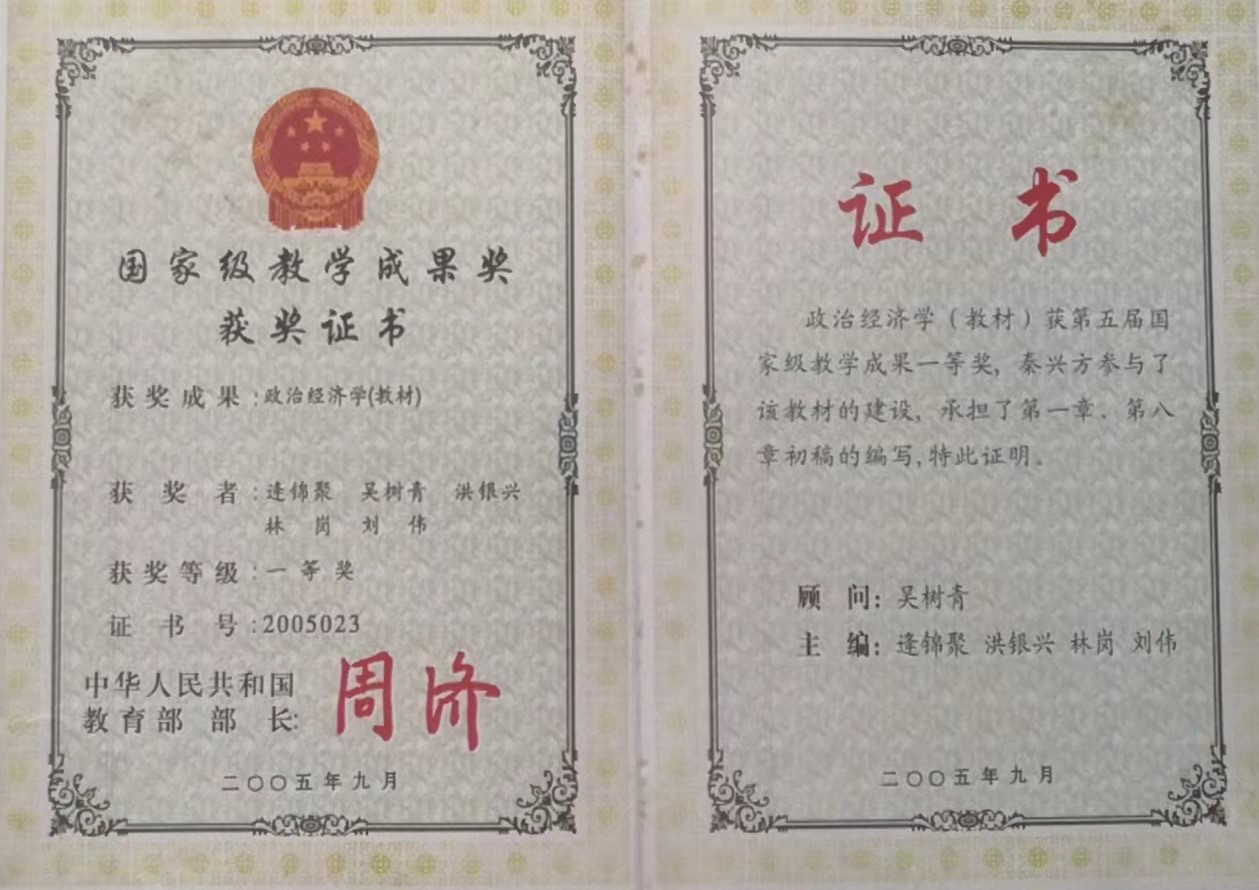 国家级教学成果奖
获奖证书
获奖成果:政治经济学(教材)
获奖者:逄锦聚 吴树青 洪银兴
林岗 刘伟
获奖等级:一等奖
证书号:2005023
中华人民共和国
教育部部长:周济
二〇〇五年九月
证书
政治经济学(教材)获第五届国
家级教学成果一等奖,秦兴方参与了
该教材的建设,承担了第一章、第八
章初稿的编写,特此证明。
顾问:吴树青
主编:逄锦聚 洪银兴 林岗 刘伟
二〇〇五年九月